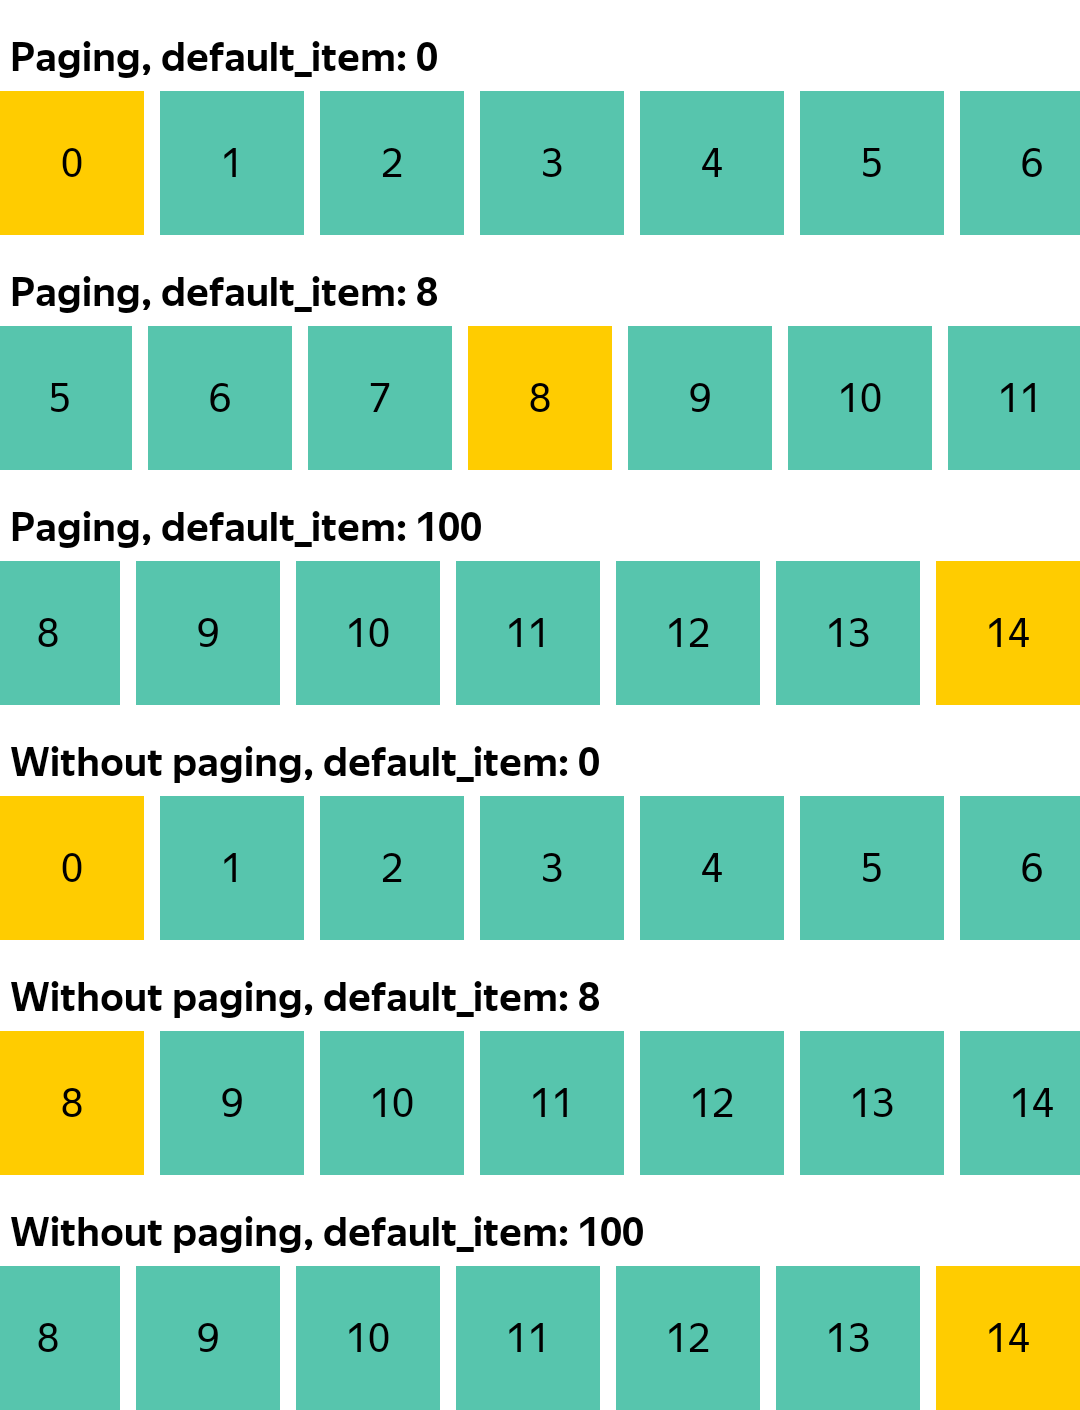 Paging, default_item: 0
0 1 2 3 4 5 6
Paging, default_item: 8
5 6 7 8 9 10 11
Paging, default_item: 100
8 9 10 11 12 13 14
Without paging, default_item: 0
0 1 2 3 4 5 6
Without paging, default_item: 8
8 9 10 11 12 13 14
Without paging, default_item: 100
8 9 10 11 12 13 14